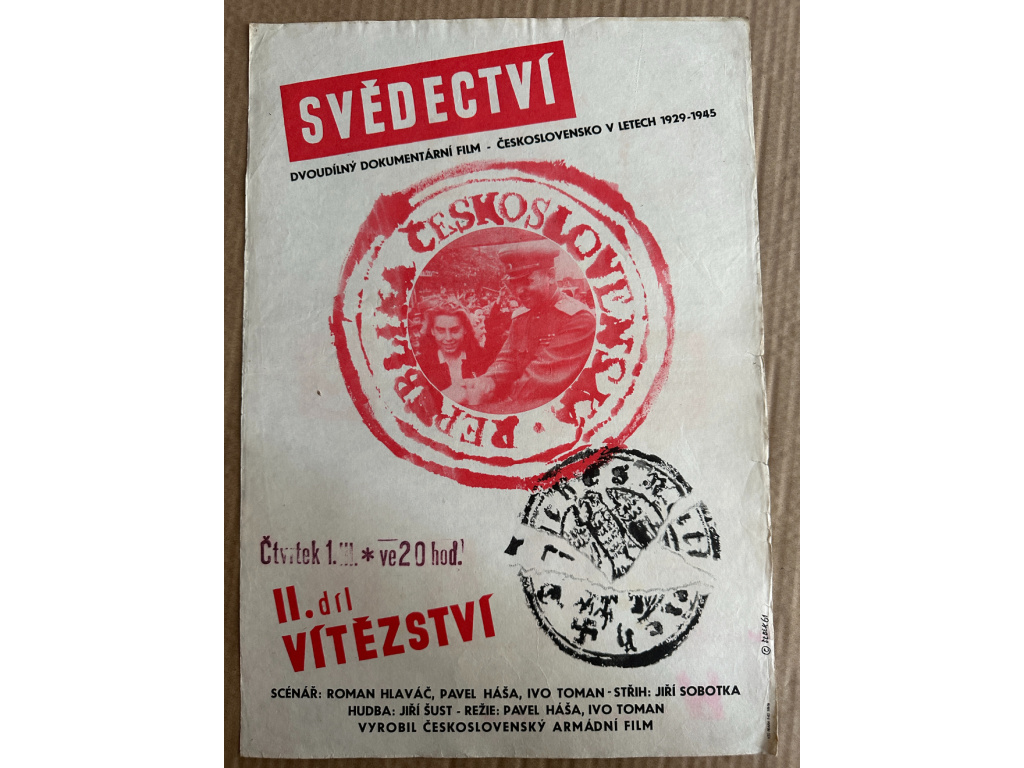 SVĚDECTVÍ
DVOUDÍLNÝ DOKUMENTÁRNÍ FILM - ČESKOSLOVENSKO V LETECH 1929-1945
REPUBLIKA ČESKOSLOVENSKÁ
Čtvrtek 1.III. * ve 20 hod!
II. díl
VÍTĚZSTVÍ
SCÉNÁŘ: ROMAN HLAVÁČ, PAVEL HÁŠA, IVO TOMAN - STŘIH: JIŘÍ SOBOTKA
HUDBA: JIŘÍ ŠUST - REŽIE: PAVEL HÁŠA, IVO TOMAN
VYROBIL ČESKOSLOVENSKÝ ARMÁDNÍ FILM